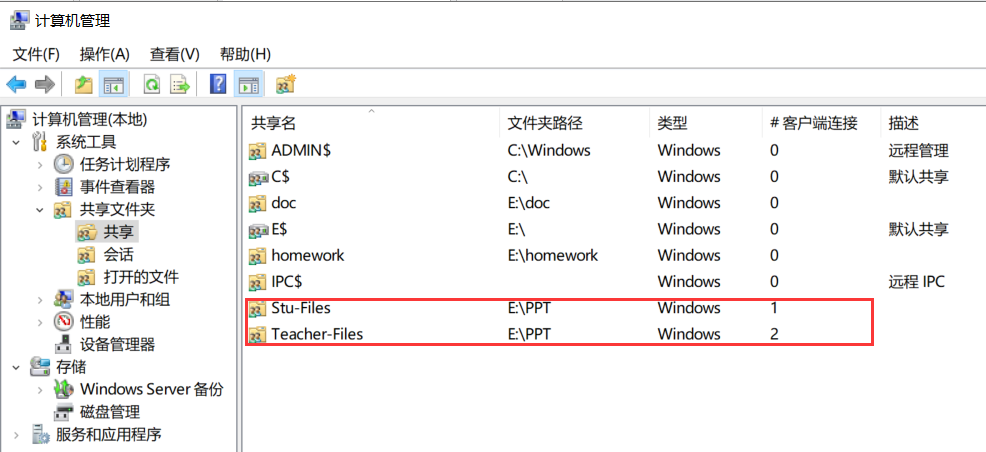 计算机管理
文件(F) 操作(A) 查看(V) 帮助(H)
计算机管理(本地)
系统工具
任务计划程序
事件查看器
共享文件夹
共享
会话
打开的文件
本地用户和组
性能
设备管理器
存储
Windows Server 备份
磁盘管理
服务和应用程序
共享名 文件夹路径 类型 # 客户端连接 描述
ADMIN$ C:\Windows Windows 0 远程管理
C$ C:\ Windows 0 默认共享
doc E:\doc Windows 0
E$ E:\ Windows 0 默认共享
homework E:\homework Windows 0
IPC$ Windows 0 远程 IPC
Stu-Files E:\PPT Windows 1
Teacher-Files E:\PPT Windows 2